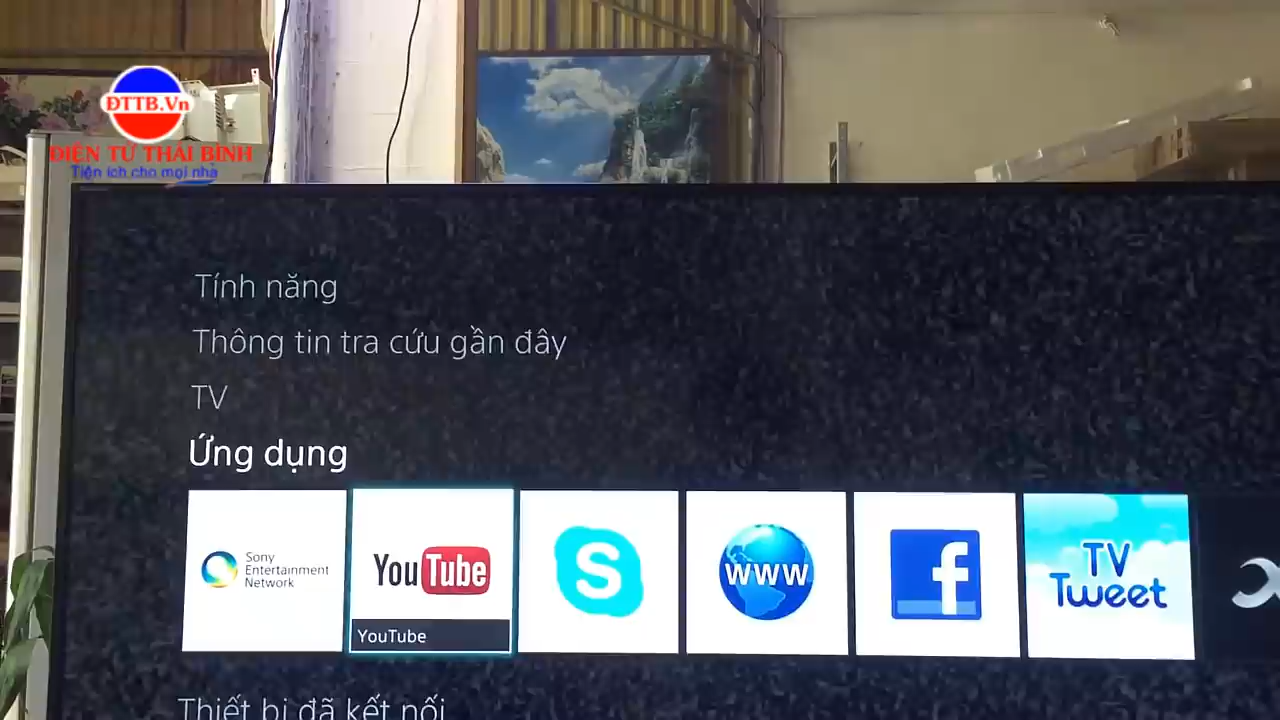 ĐTTB.Vn
ĐIỆN TỬ THÁI BÌNH
Tiện ích cho mọi nhà
Tính năng
Thông tin tra cứu gần đây
TV
Ứng dụng
Sony
Entertainment
Network
YouTube
YouTube
S
WWW
f
TV
Tweet
Thiết bị đã kết nối